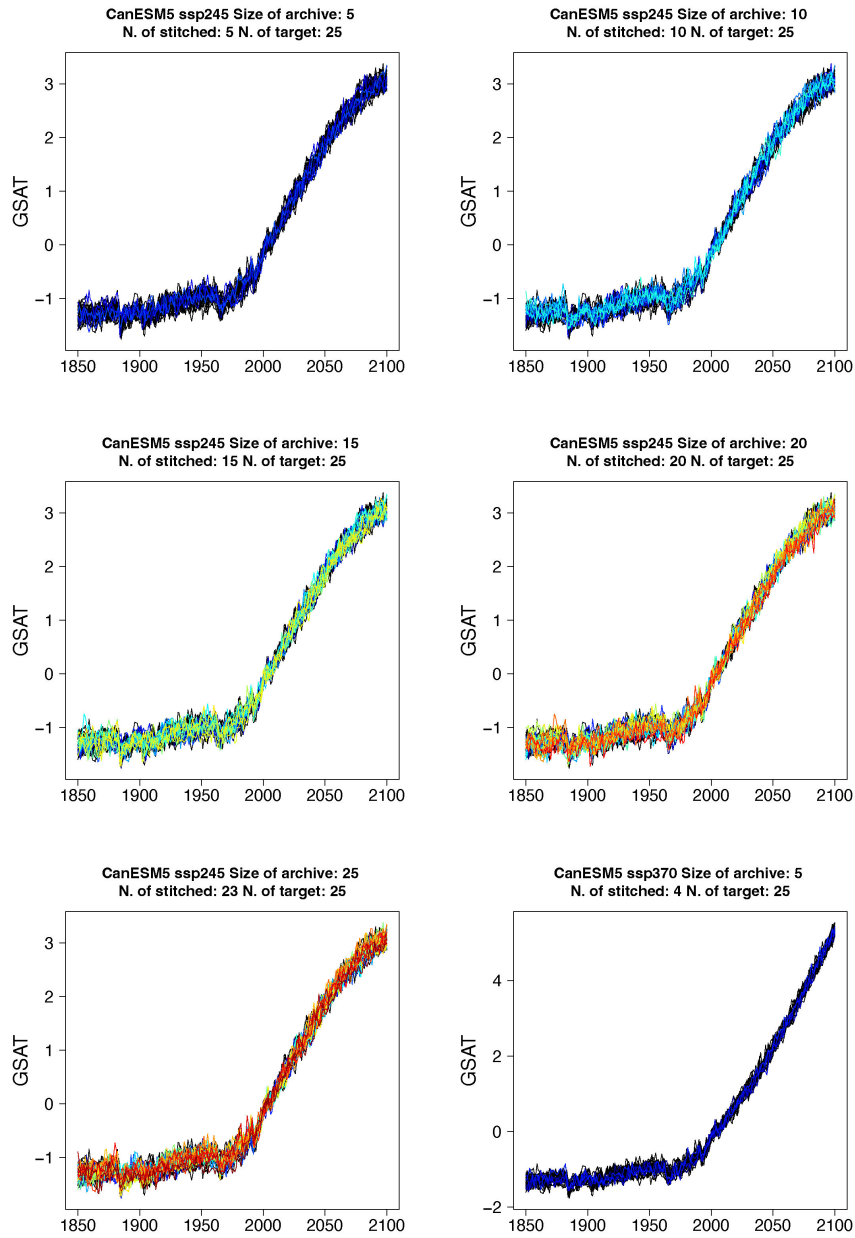 CanESM5 ssp245 Size of archive: 5
N. of stitched: 5 N. of target: 25
GSAT
3
2
1
0
−1
1850 1900 1950 2000 2050 2100
CanESM5 ssp245 Size of archive: 10
N. of stitched: 10 N. of target: 25
GSAT
3
2
1
0
−1
1850 1900 1950 2000 2050 2100
CanESM5 ssp245 Size of archive: 15
N. of stitched: 15 N. of target: 25
GSAT
3
2
1
0
−1
1850 1900 1950 2000 2050 2100
CanESM5 ssp245 Size of archive: 20
N. of stitched: 20 N. of target: 25
GSAT
3
2
1
0
−1
1850 1900 1950 2000 2050 2100
CanESM5 ssp245 Size of archive: 25
N. of stitched: 23 N. of target: 25
GSAT
3
2
1
0
−1
1850 1900 1950 2000 2050 2100
CanESM5 ssp370 Size of archive: 5
N. of stitched: 4 N. of target: 25
GSAT
4
2
0
−2
1850 1900 1950 2000 2050 2100